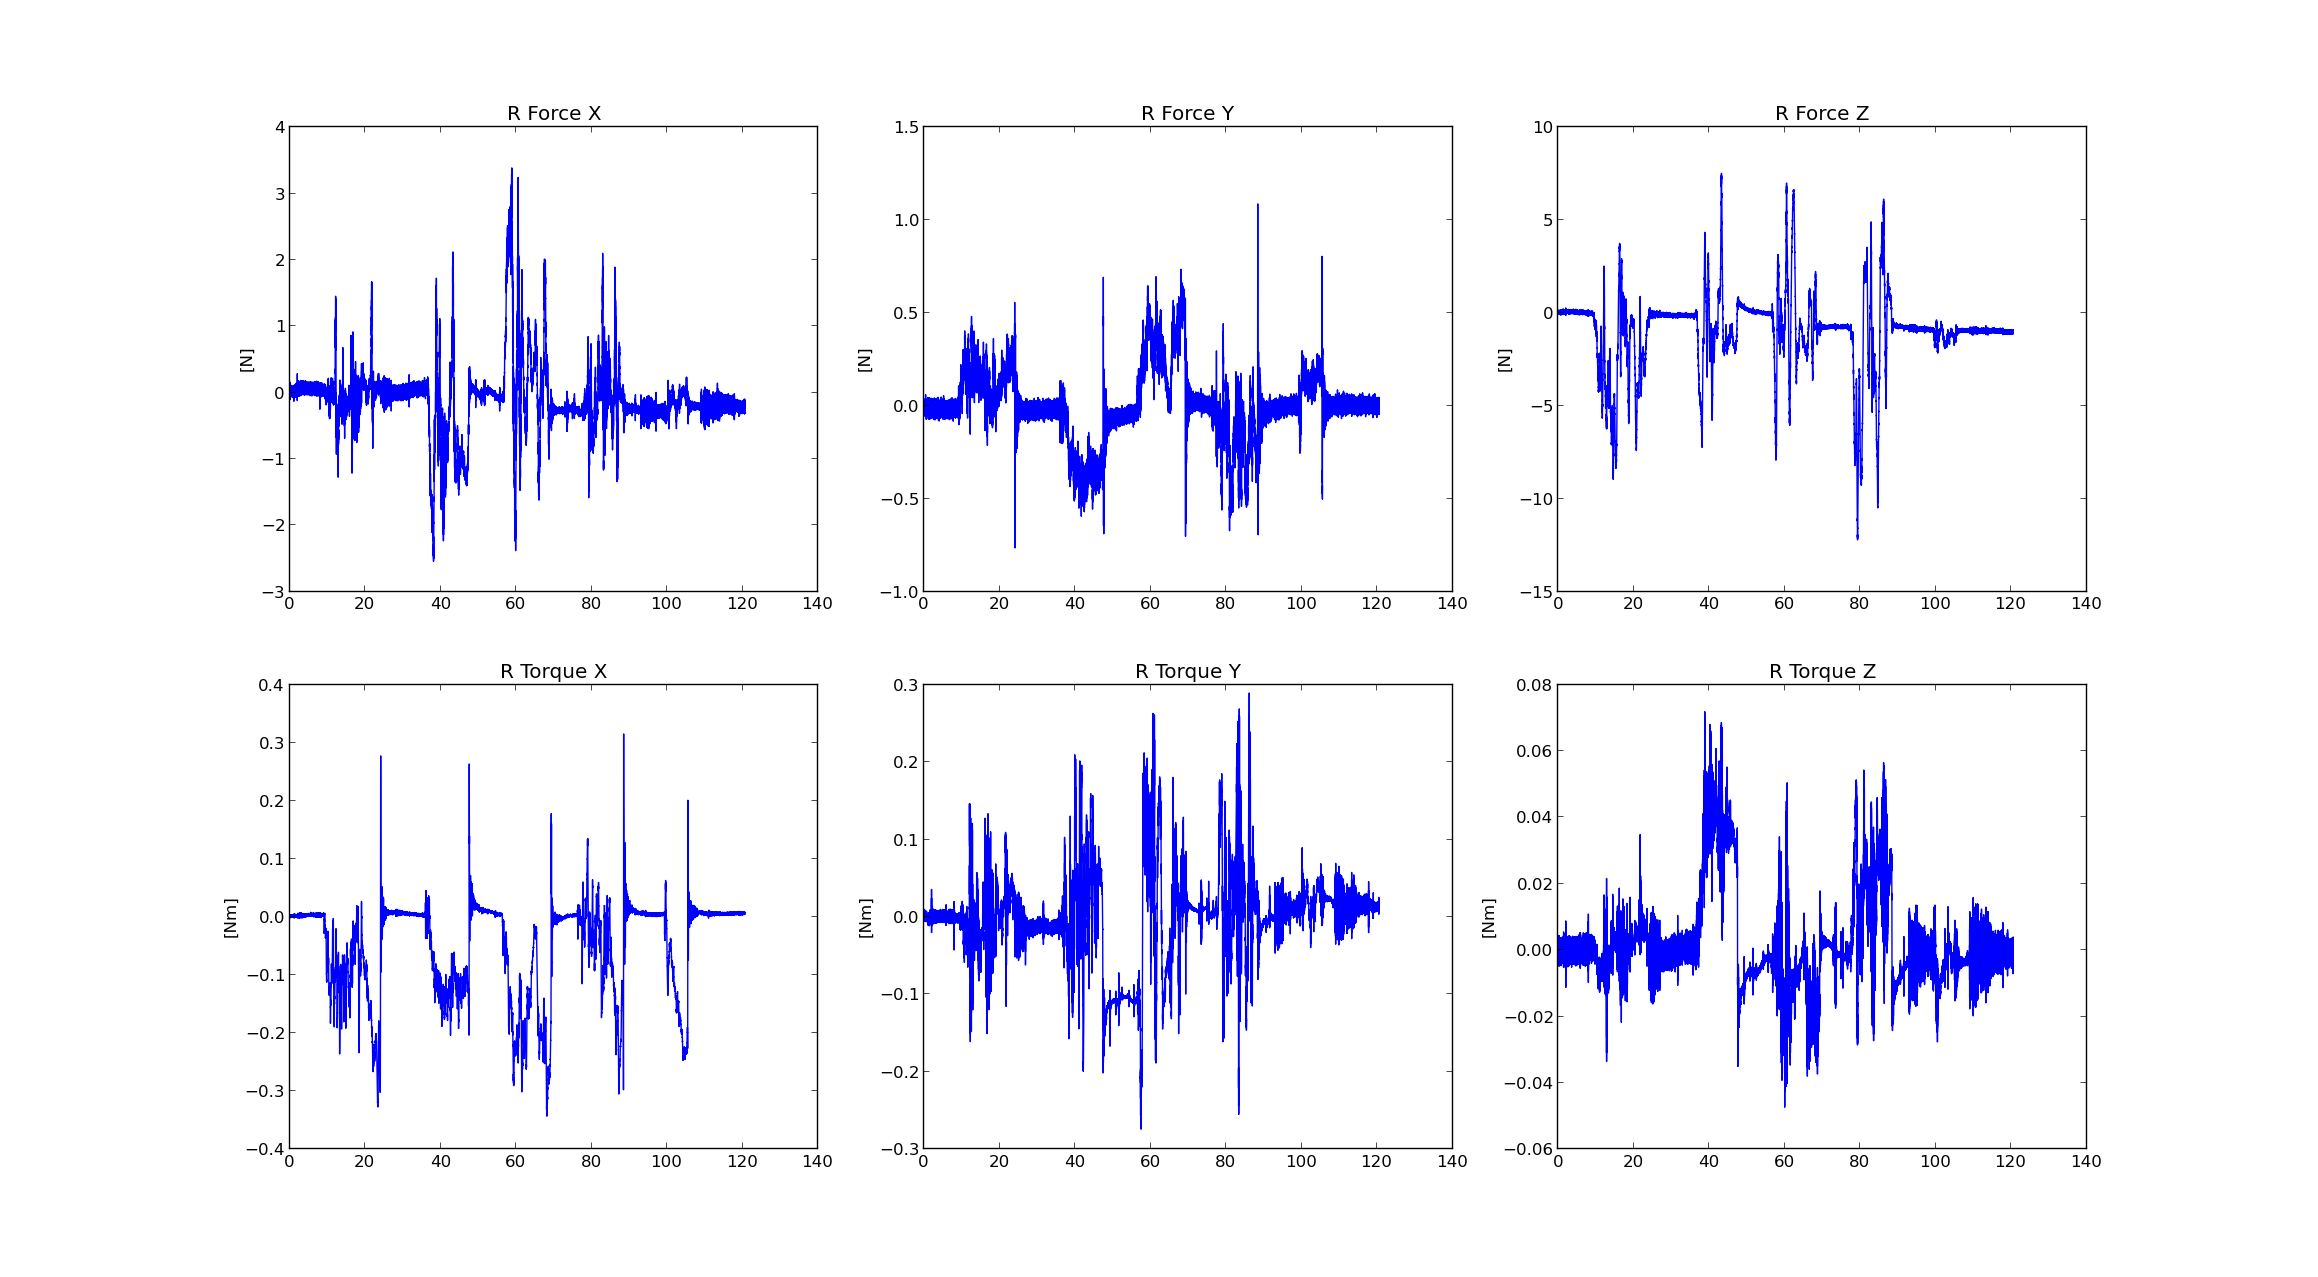 R Force X
4
3
2
1
0
−1
−2
−3
[N]
0 20 40 60 80 100 120 140
R Force Y
1.5
1.0
0.5
0.0
−0.5
−1.0
[N]
0 20 40 60 80 100 120 140
R Force Z
10
5
0
−5
−10
−15
[N]
0 20 40 60 80 100 120 140
R Torque X
0.4
0.3
0.2
0.1
0.0
−0.1
−0.2
−0.3
−0.4
[Nm]
0 20 40 60 80 100 120 140
R Torque Y
0.3
0.2
0.1
0.0
−0.1
−0.2
−0.3
[Nm]
0 20 40 60 80 100 120 140
R Torque Z
0.08
0.06
0.04
0.02
0.00
−0.02
−0.04
−0.06
[Nm]
0 20 40 60 80 100 120 140